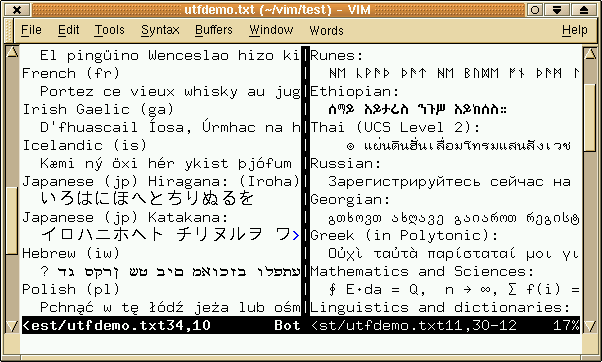 utfdemo.txt (~/vim/test) - VIM
File Edit Tools Syntax Buffers Window Words Help
El pingüino Wenceslao hizo ki
French (fr)
Portez ce vieux whisky au jug
Irish Gaelic (ga)
D'fhuascail Íosa, Úrmhac na h
Icelandic (is)
Kæmi ný öxi hér ykist þjófum
Japanese (jp) Hiragana: (Iroha)
いろはにほへとちりぬるを
Japanese (jp) Katakana:
イロハニホヘト チリヌルヲ ワ>
Hebrew (iw)
? דג סקרן שט בים מאוכזב ולפתע
Polish (pl)
Pchnąć w tę łódź jeża lub ośm
<est/utfdemo.txt34,10 Bot
Runes:
ᚻᛖ ᚳᚹᚫᚦ ᚦᚫᛏ ᚻᛖ ᛒᚢᛞᛖ ᚩᚾ ᚦᚫᛗ ᛚ
Ethiopian:
ሰማይ አይታረስ ንጉሥ አይከሰስ።
Thai (UCS Level 2):
๏ แผ่นดินฮั่นเสื่อมโทรมแสนสังเวช
Russian:
Зарегистрируйтесь сейчас на
Georgian:
გთხოვთ ახლავე გაიაროთ რეგისტ
Greek (in Polytonic):
Οὐχὶ ταὐτὰ παρίσταταί μοι γι
Mathematics and Sciences:
∮ E⋅da = Q, n → ∞, ∑ f(i) =
Linguistics and dictionaries:
<st/utfdemo.txt11,30-12 17%